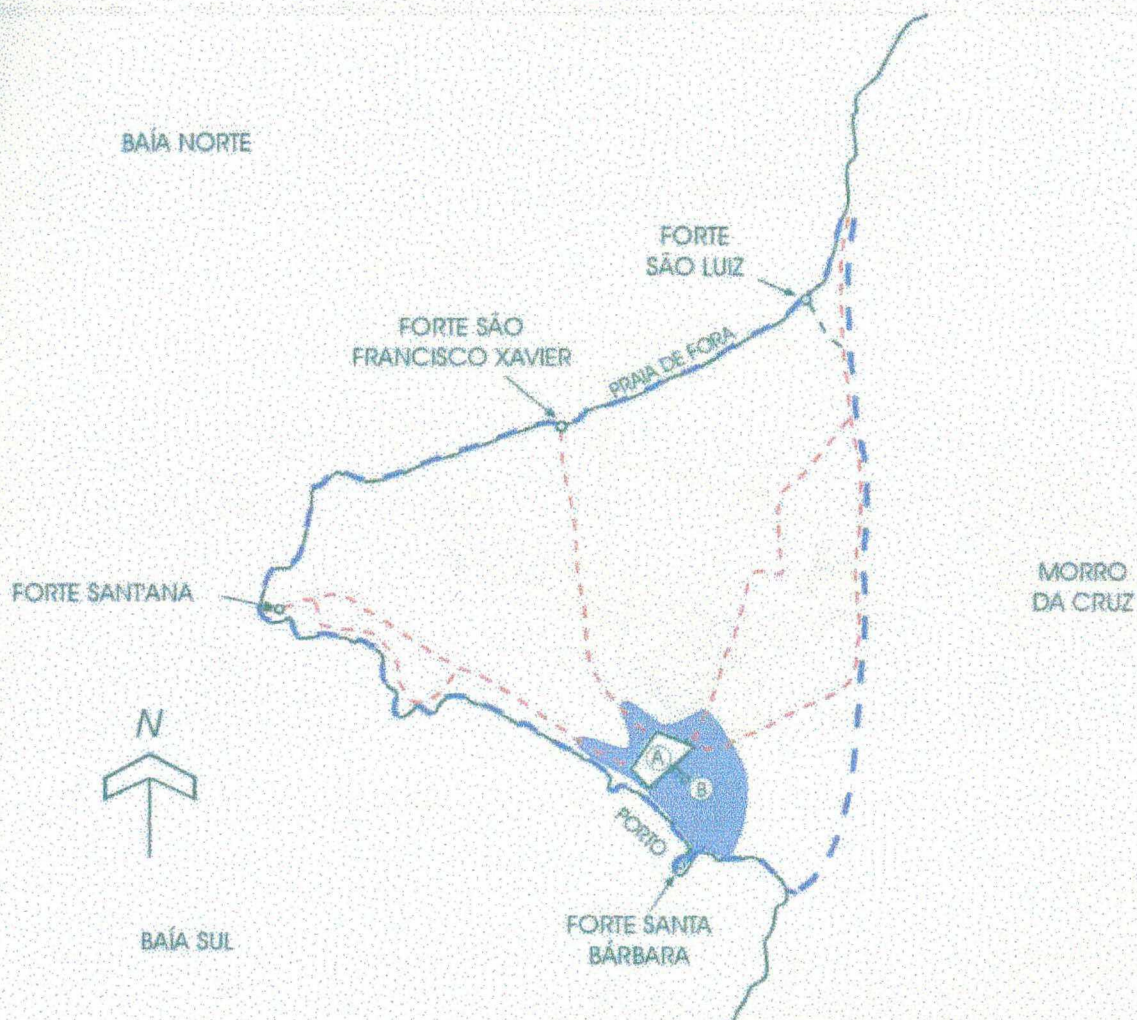 BAÍA NORTE
FORTE
SÃO LUIZ
FORTE SÃO
FRANCISCO XAVIER
PRAIA DE FORA
FORTE SANT'ANA
MORRO
DA CRUZ
N
A
B
PORTO
FORTE SANTA
BÁRBARA
BAÍA SUL